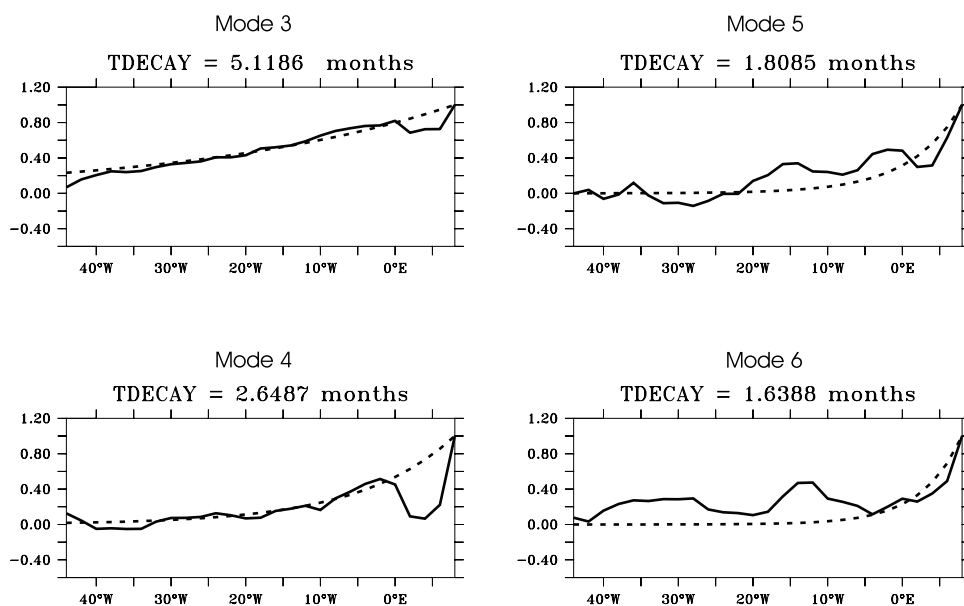 Mode 3
TDECAY = 5.1186 months
1.20
0.80
0.40
0.00
-0.40
40°W 30°W 20°W 10°W 0°E
Mode 5
TDECAY = 1.8085 months
1.20
0.80
0.40
0.00
-0.40
40°W 30°W 20°W 10°W 0°E
Mode 4
TDECAY = 2.6487 months
1.20
0.80
0.40
0.00
-0.40
40°W 30°W 20°W 10°W 0°E
Mode 6
TDECAY = 1.6388 months
1.20
0.80
0.40
0.00
-0.40
40°W 30°W 20°W 10°W 0°E